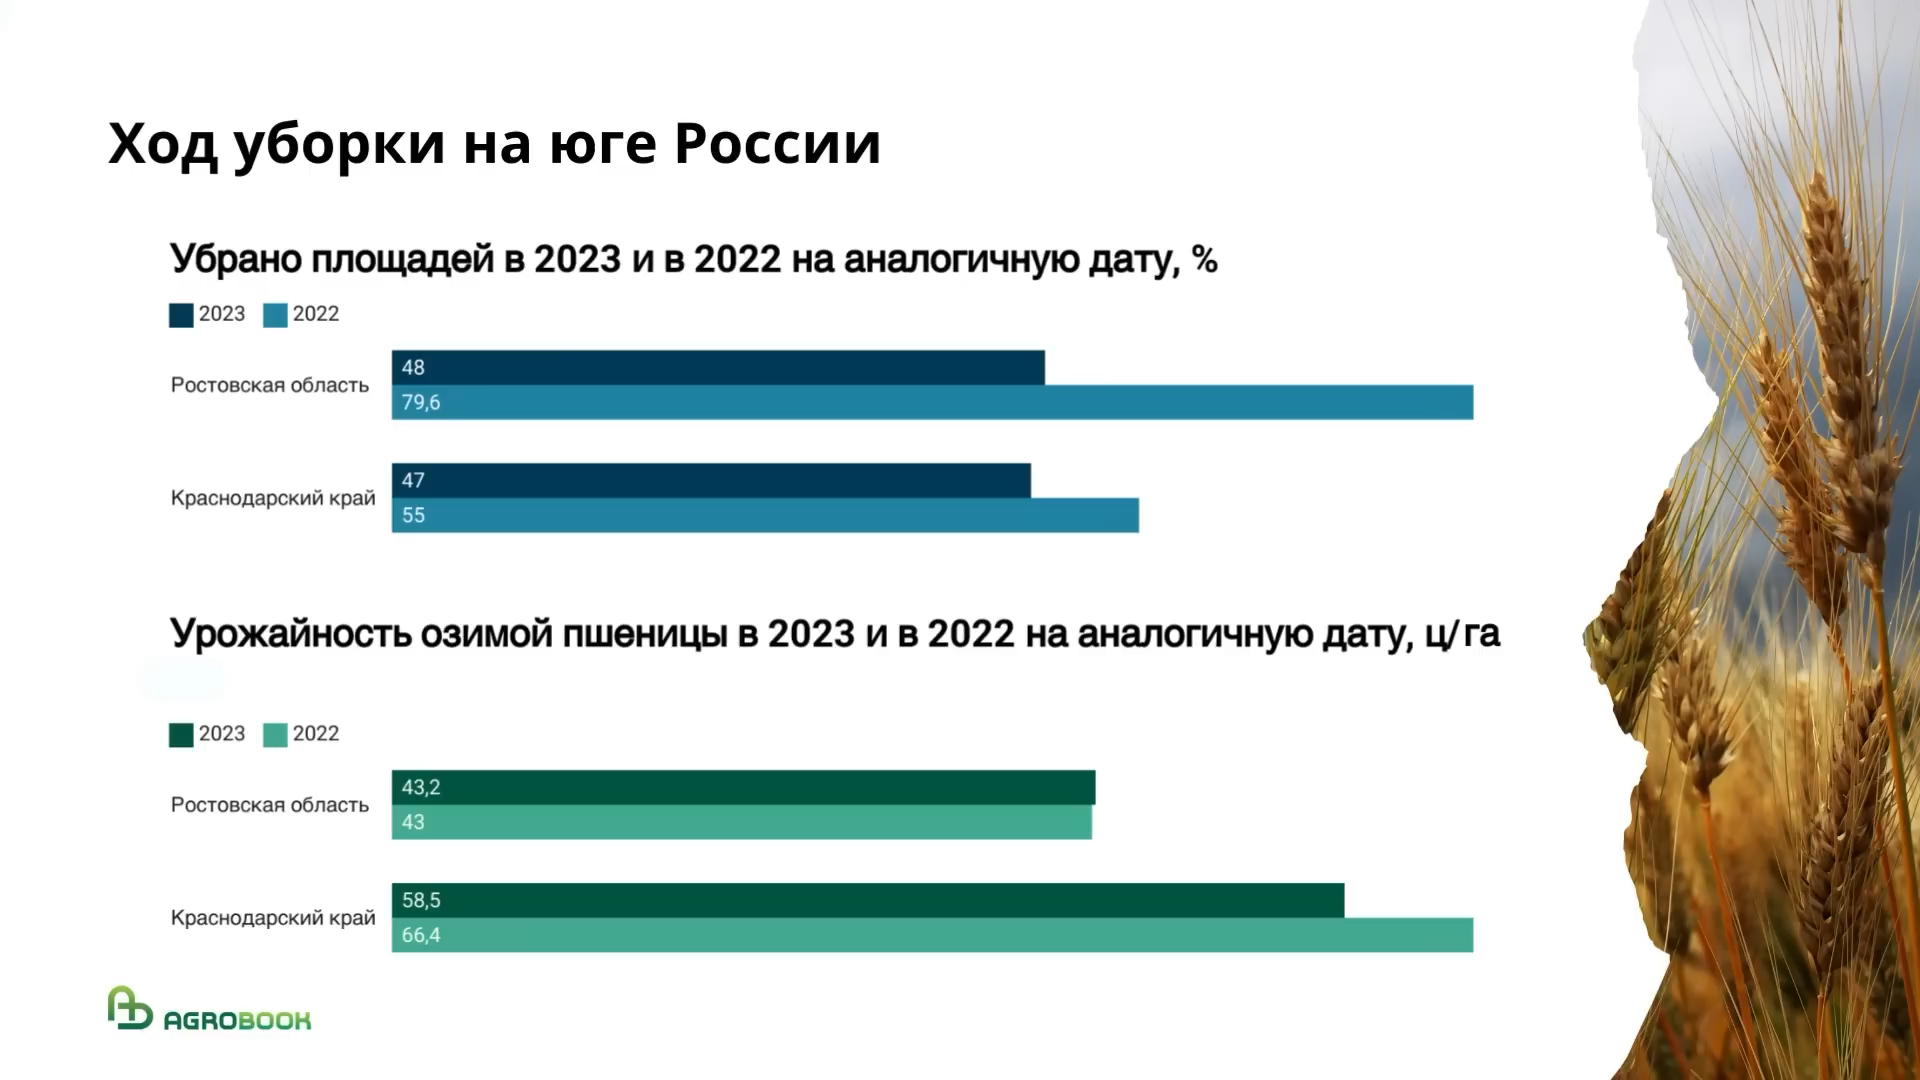 Ход уборки на юге России
Убрано площадей в 2023 и в 2022 на аналогичную дату, %
2023 2022
Ростовская область
48
79,6
Краснодарский край
47
55
Урожайность озимой пшеницы в 2023 и в 2022 на аналогичную дату, ц/га
2023 2022
Ростовская область
43,2
43
Краснодарский край
58,5
66,4
AGROBOOK